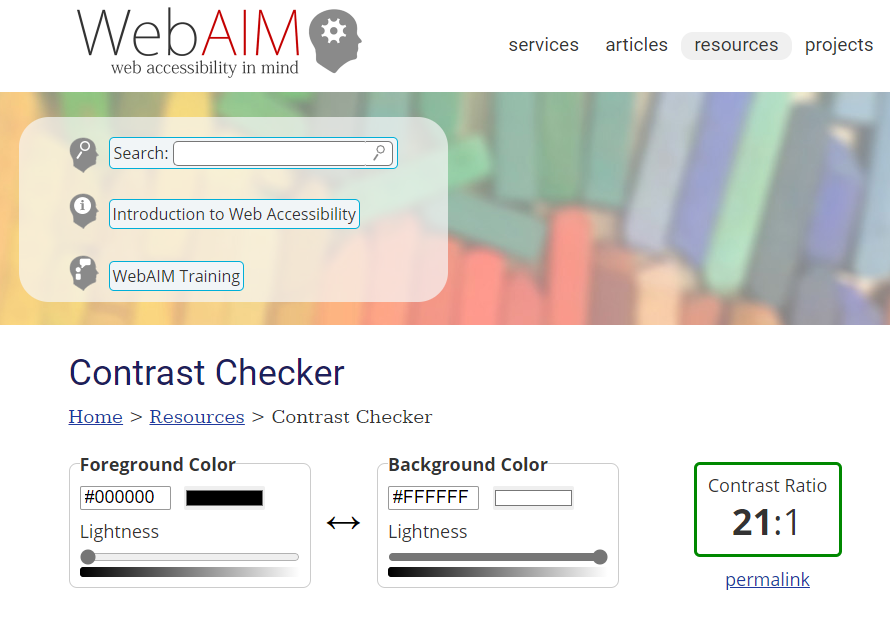 WebAIM
web accessibility in mind
services articles resources projects
Search:
Introduction to Web Accessibility
WebAIM Training
Contrast Checker
Home > Resources > Contrast Checker
Foreground Color
#000000
Lightness
Background Color
#FFFFFF
Lightness
Contrast Ratio
21:1
permalink